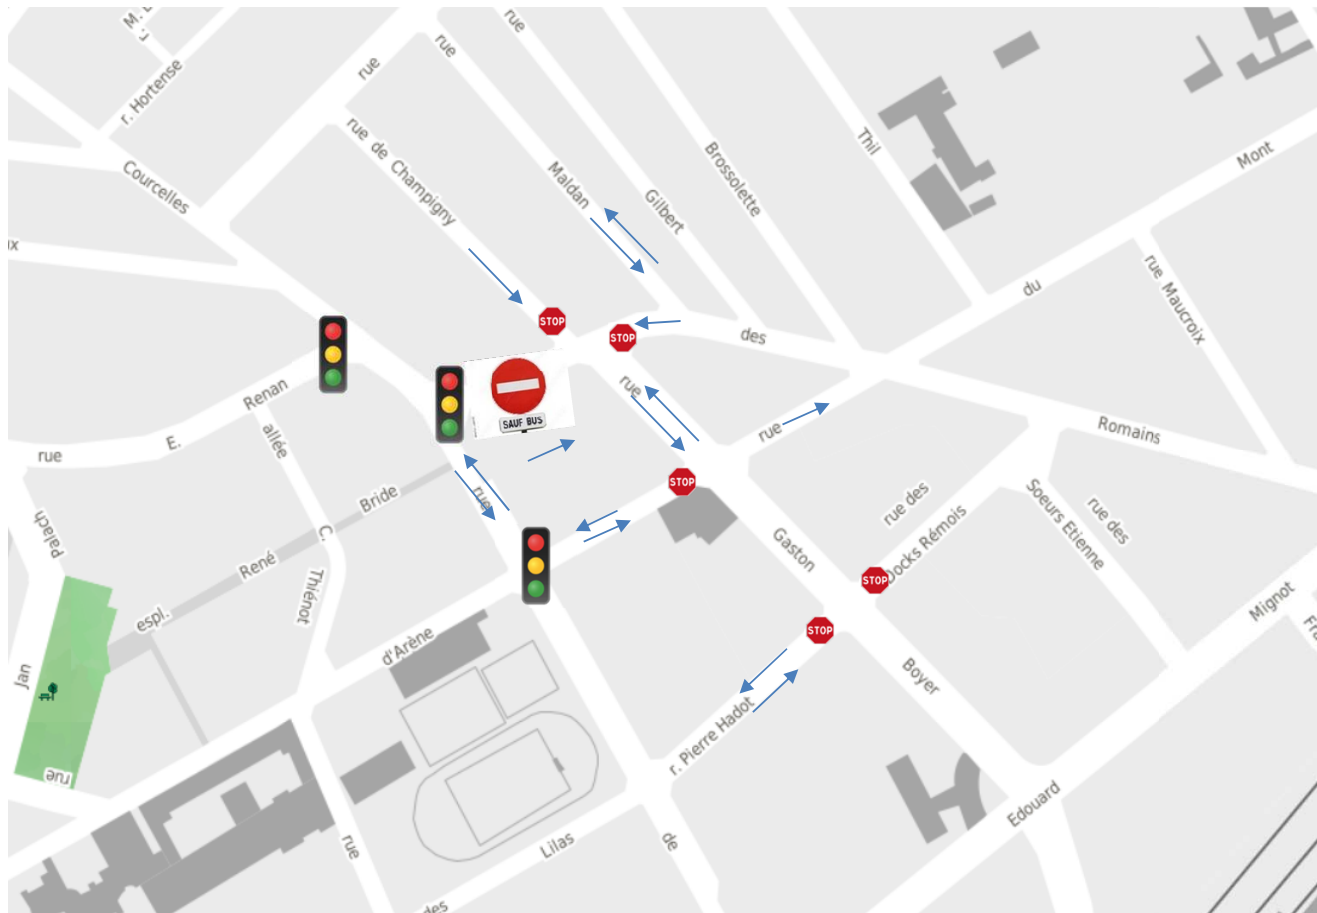 r. M.
r. Hortense
rue
rue
rue
Courcelles
rue de Champigny
Maldan
Gilbert
Brossolette
Thil
Mont
x
du
rue Maucroix
STOP
STOP
des
rue
SAUF BUS
Renan
E.
rue
allée
C.
Thiénot
rue
Romains
rue
STOP
Bride
René
espl.
Palach
Jan
rue
Gaston
rue des
Docks Rémois
Soeurs Etienne
rue des
STOP
STOP
d'Arène
Mignot
Boyer
r. Pierre Hadot
Edouard
rue
Lilas
des
de